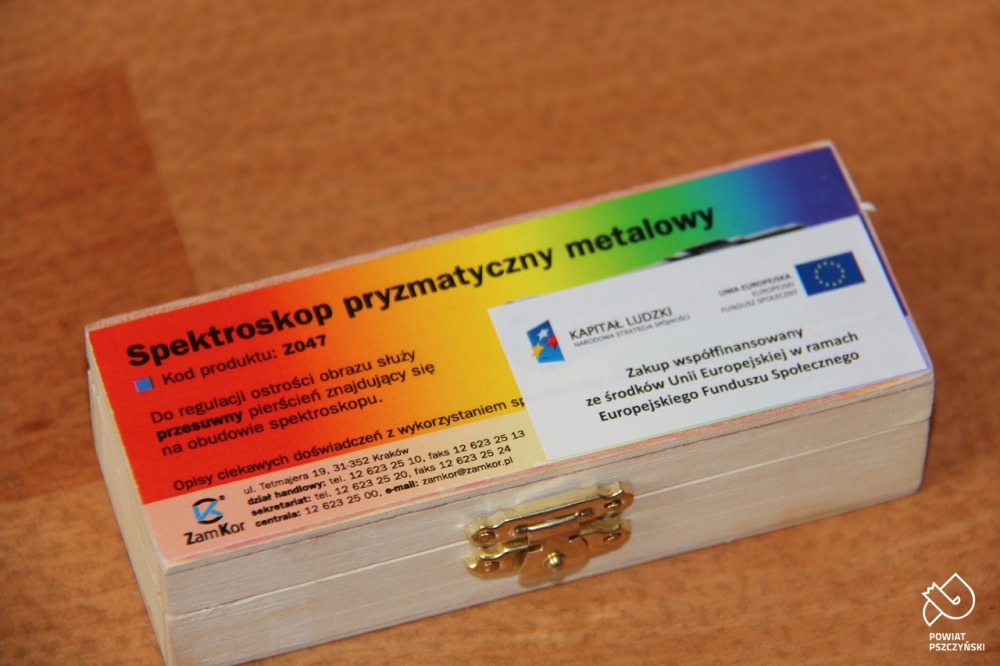 Spektroskop pryzmatyczny metalowy
Kod produktu: Z047
Do regulacji ostrości obrazu służy
przesuwny pierścień znajdujący się
na obudowie spektroskopu.
Opisy ciekawych doświadczeń z wykorzystaniem
ul. Tetmajera 19, 31-352 Kraków
dział handlowy: tel. 12 623 25 10, faks 12 623 25 13
sekretariat: tel. 12 623 25 20, faks 12 623 25 24
centrala: 12 623 25 00, e-mail: zamkor@zamkor.pl
ZamKor
KAPITAŁ LUDZKI
NARODOWA STRATEGIA SPÓJNOŚCI
UNIA EUROPEJSKA
EUROPEJSKI
FUNDUSZ SPOŁECZNY
Zakup współfinansowany
ze środków Unii Europejskiej w ramach
Europejskiego Funduszu Społecznego
POWIAT
PSZCZYŃSKI